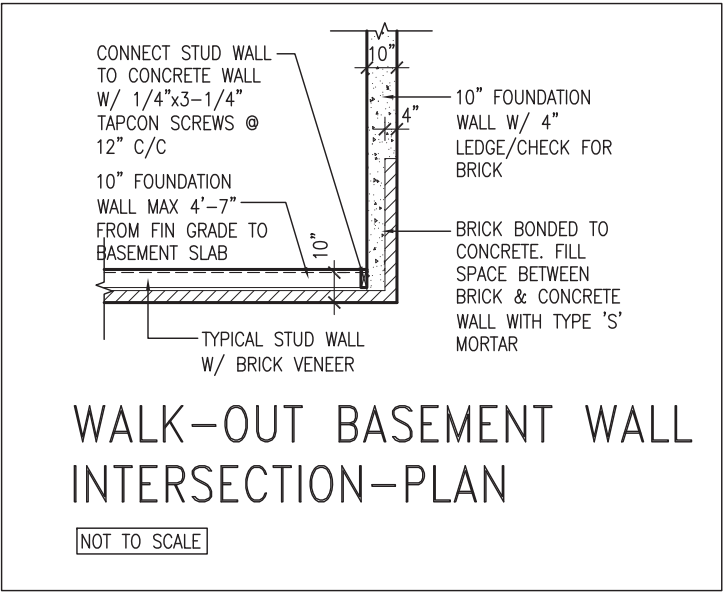 CONNECT STUD WALL
TO CONCRETE WALL
W/ 1/4"x3-1/4"
TAPCON SCREWS @
12" C/C
10" FOUNDATION
WALL MAX 4'-7"
FROM FIN GRADE TO
BASEMENT SLAB
10"
10"
4"
10" FOUNDATION
WALL W/ 4"
LEDGE/CHECK FOR
BRICK
BRICK BONDED TO
CONCRETE. FILL
SPACE BETWEEN
BRICK & CONCRETE
WALL WITH TYPE 'S'
MORTAR
TYPICAL STUD WALL
W/ BRICK VENEER
WALK-OUT BASEMENT WALL
INTERSECTION-PLAN
NOT TO SCALE